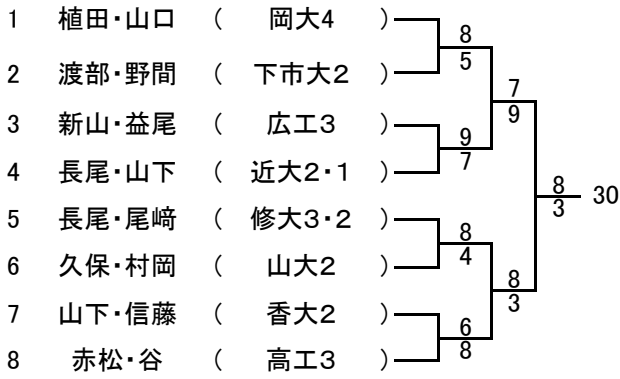 1 植田・山口 ( 岡大4 )
8
2 渡部・野間 ( 下市大2 )
5
7
9
3 新山・益尾 ( 広工3 )
9
4 長尾・山下 ( 近大2・1 )
7
8
3
30
5 長尾・尾﨑 ( 修大3・2 )
8
6 久保・村岡 ( 山大2 )
4
8
3
7 山下・信藤 ( 香大2 )
6
8 赤松・谷 ( 高工3 )
8